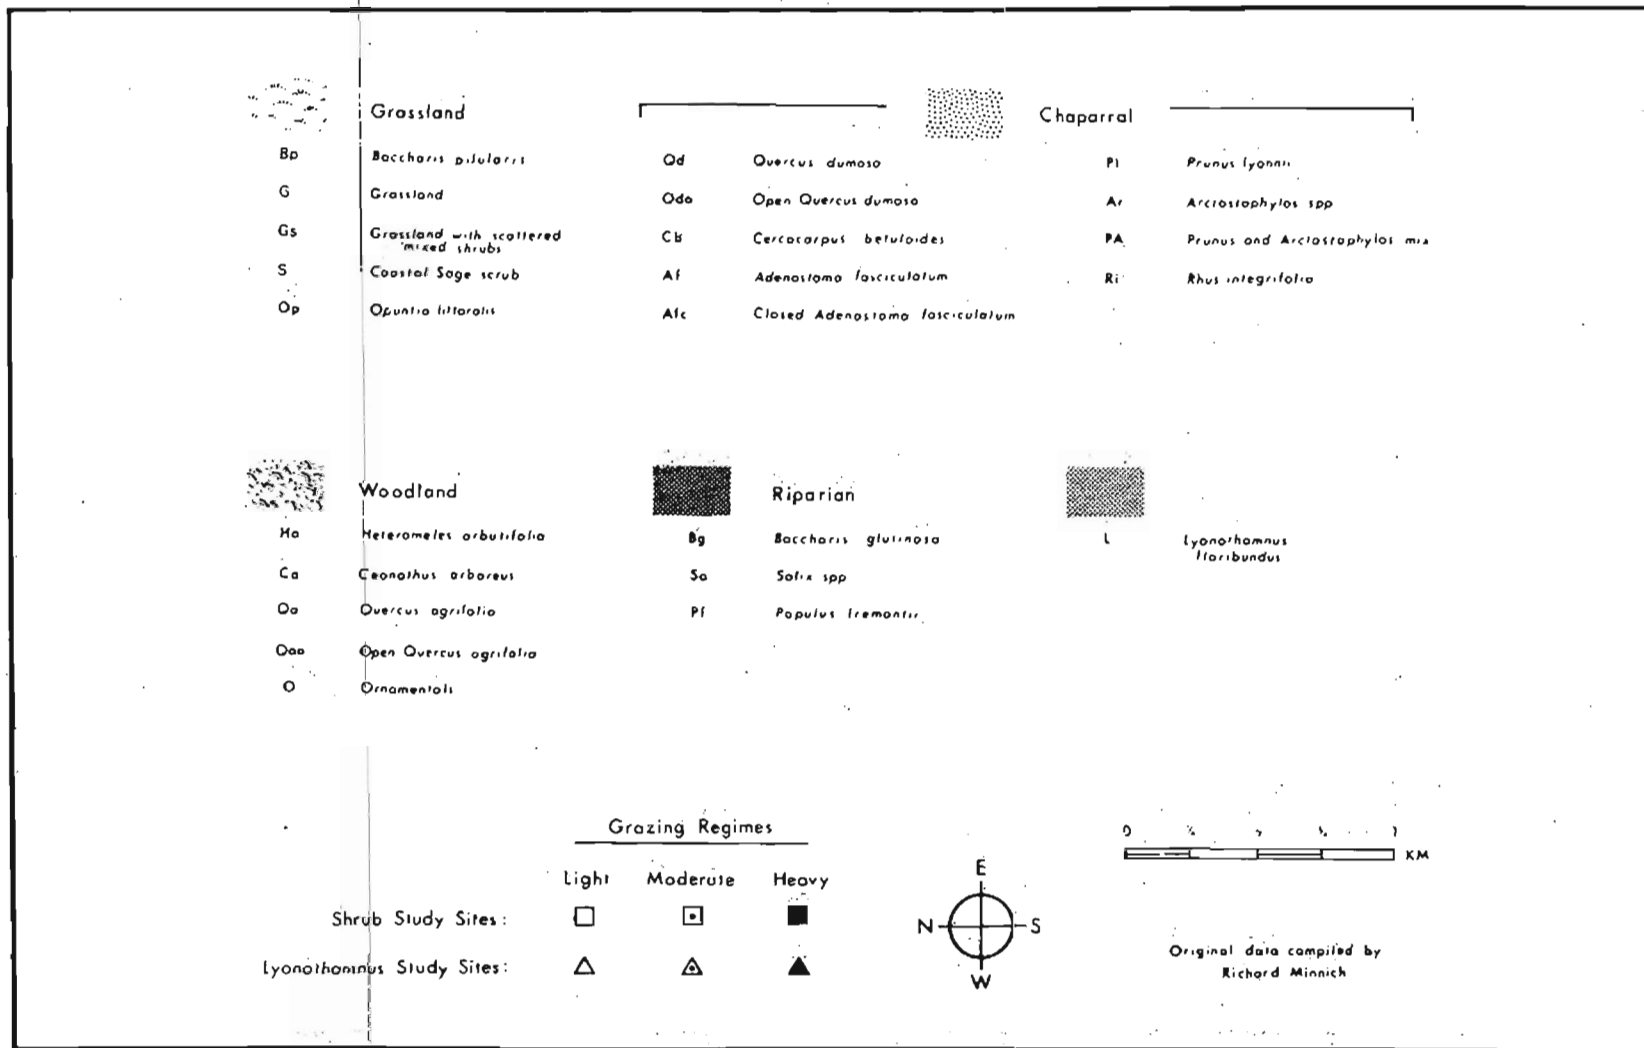 Grassland
Bp Baccharis pilularis
G Grassland
Gs Grassland with scattered
mixed shrubs
S Coastal Sage scrub
Op Opuntia littoralis
Chaparral
Qd Quercus dumosa
Qdo Open Quercus dumosa
Cb Cercocarpus betuloides
Af Adenostoma fasciculatum
Afc Closed Adenostoma fasciculatum
Pl Prunus lyonii
Ar Arctostaphylos spp
PA Prunus and Arctostaphylos mix
Ri Rhus integrifolia
Woodland
Ha Heteromeles arbutifolia
Ca Ceanothus arboreus
Qa Quercus agrifolia
Qao Open Quercus agrifolia
O Ornamentals
Riparian
Bg Baccharis glutinosa
Sa Salix spp
Pf Populus fremontii
L Lyonothamnus
floribundus
Grazing Regimes
Light Moderate Heavy
Shrub Study Sites:
Lyonothamnus Study Sites:
E
N S
W
0 1
KM
Original data compiled by
Richard Minnich